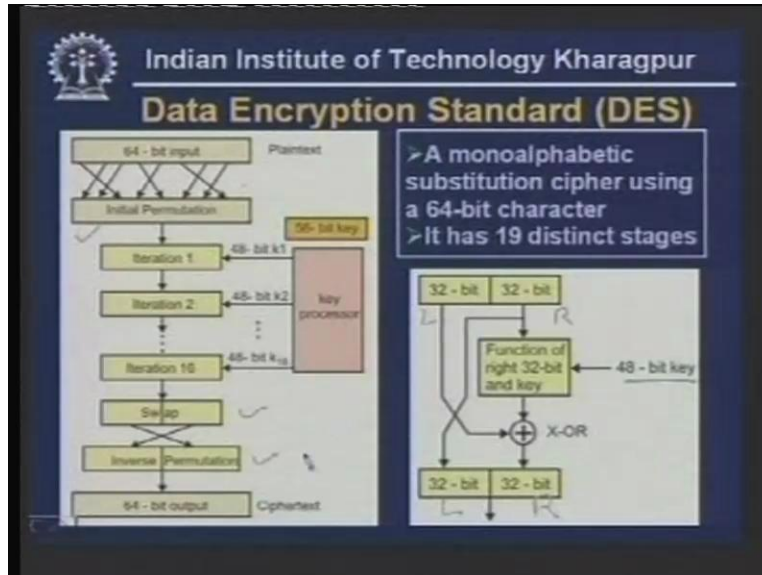 Indian Institute of Technology Kharagpur
Data Encryption Standard (DES)
64 - bit input
Plaintext
Initial Permutation
56- bit key
Iteration 1
48- bit k1
Iteration 2
48- bit k2
key
processor
Iteration 16
48- bit k16
Swap
Inverse Permutation
64 - bit output
Ciphertext
➢A monoalphabetic
substitution cipher using
a 64-bit character
➢It has 19 distinct stages
32 - bit
32 - bit
L
R
Function of
right 32-bit
and key
48 - bit key
X-OR
32 - bit
32 - bit
L
R